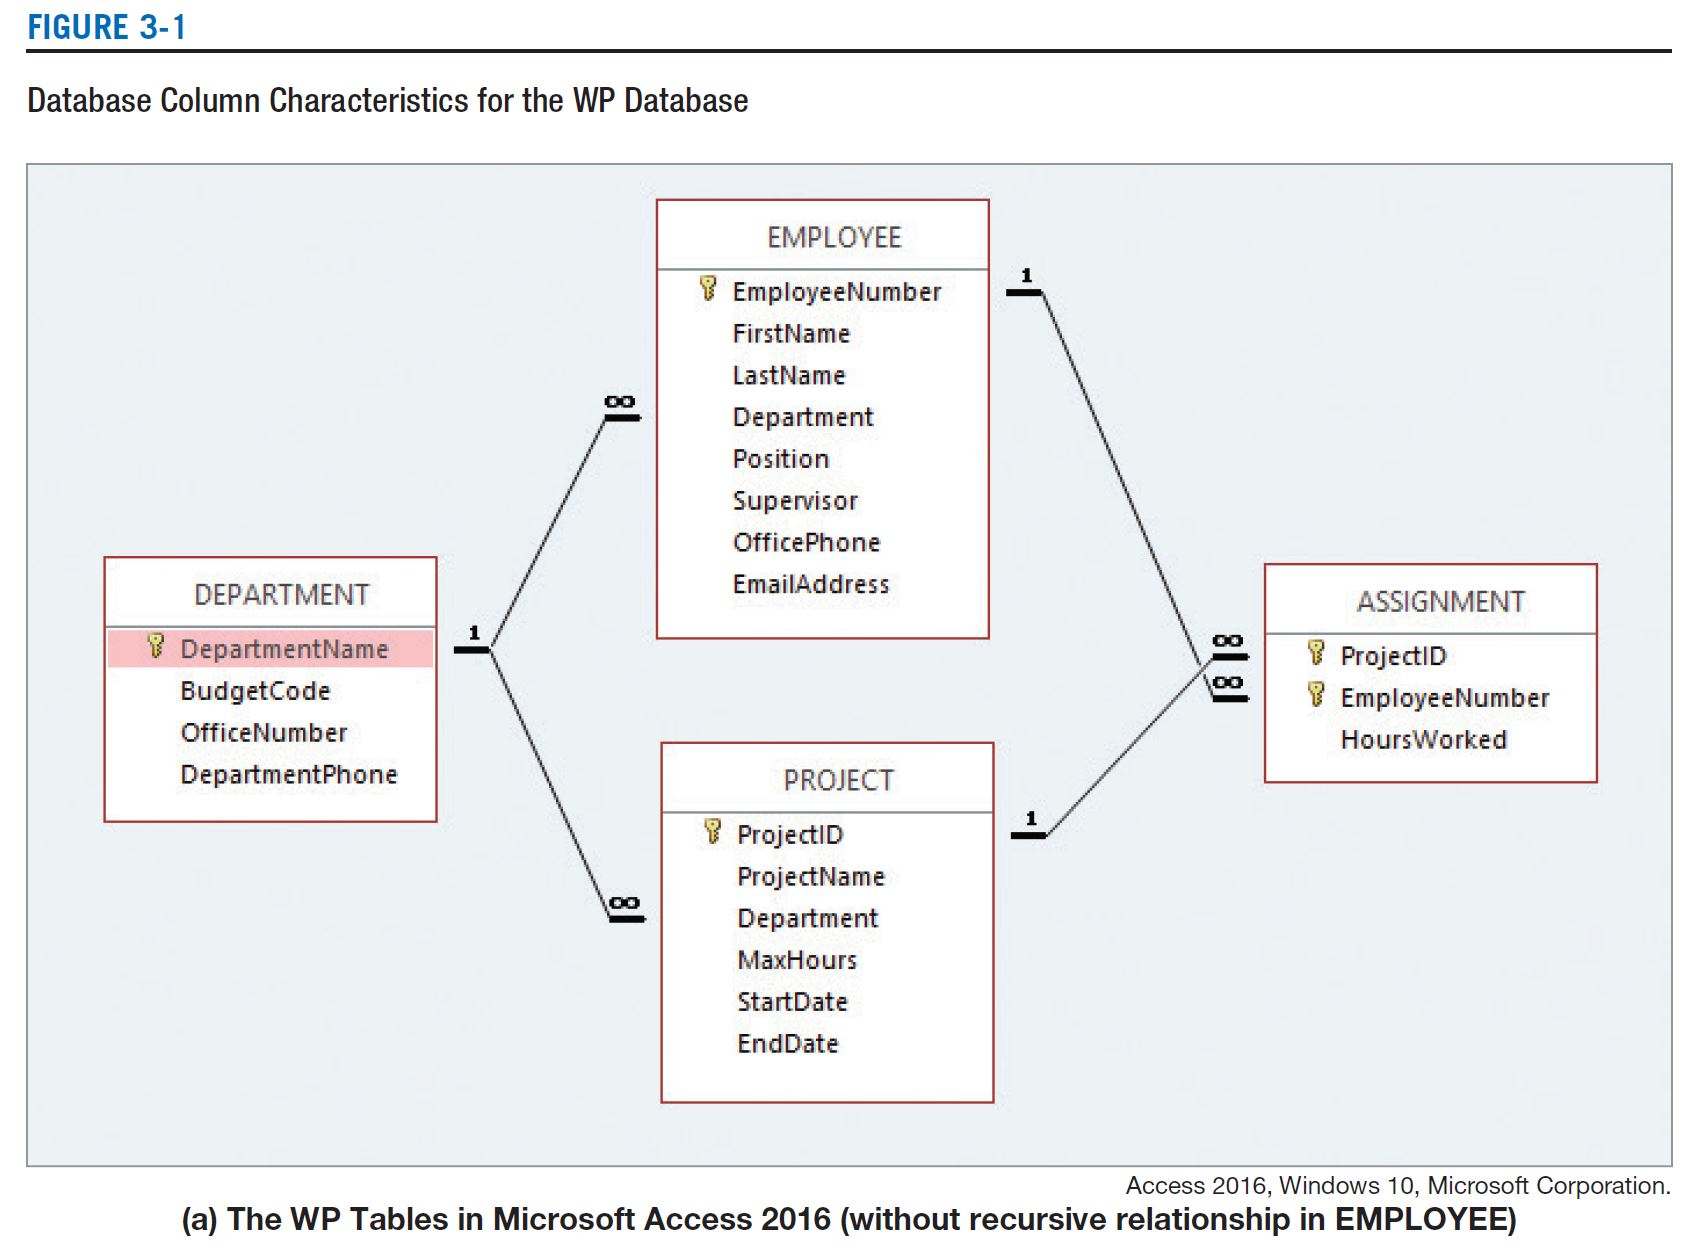 FIGURE 3-1
Database Column Characteristics for the WP Database
EMPLOYEE
EmployeeNumber
FirstName
LastName
Department
Position
Supervisor
OfficePhone
EmailAddress
1
∞
DEPARTMENT
DepartmentName
BudgetCode
OfficeNumber
DepartmentPhone
1
∞
PROJECT
ProjectID
ProjectName
Department
MaxHours
StartDate
EndDate
1
∞
∞
ASSIGNMENT
ProjectID
EmployeeNumber
HoursWorked
Access 2016, Windows 10, Microsoft Corporation.
(a) The WP Tables in Microsoft Access 2016 (without recursive relationship in EMPLOYEE)